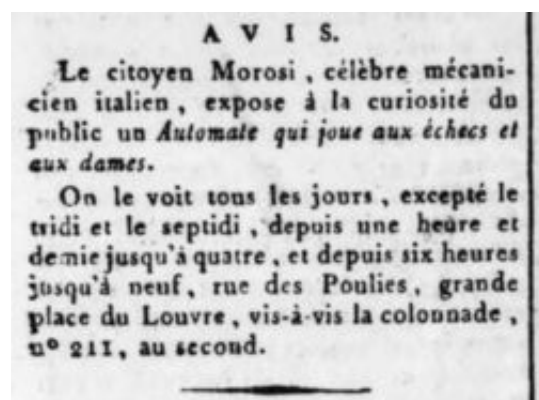 AVIS.
Le citoyen Morosi, célèbre mécani-
cien italien, expose à la curiosité du
public un Automate qui joue aux échecs et
aux dames.
On le voit tous les jours, excepté le
tridi et le septidi, depuis une heure et
demie jusqu'à quatre, et depuis six heures
jusqu'à neuf, rue des Poulies, grande
place du Louvre, vis-à-vis la colonnade,
nº 211, au second.